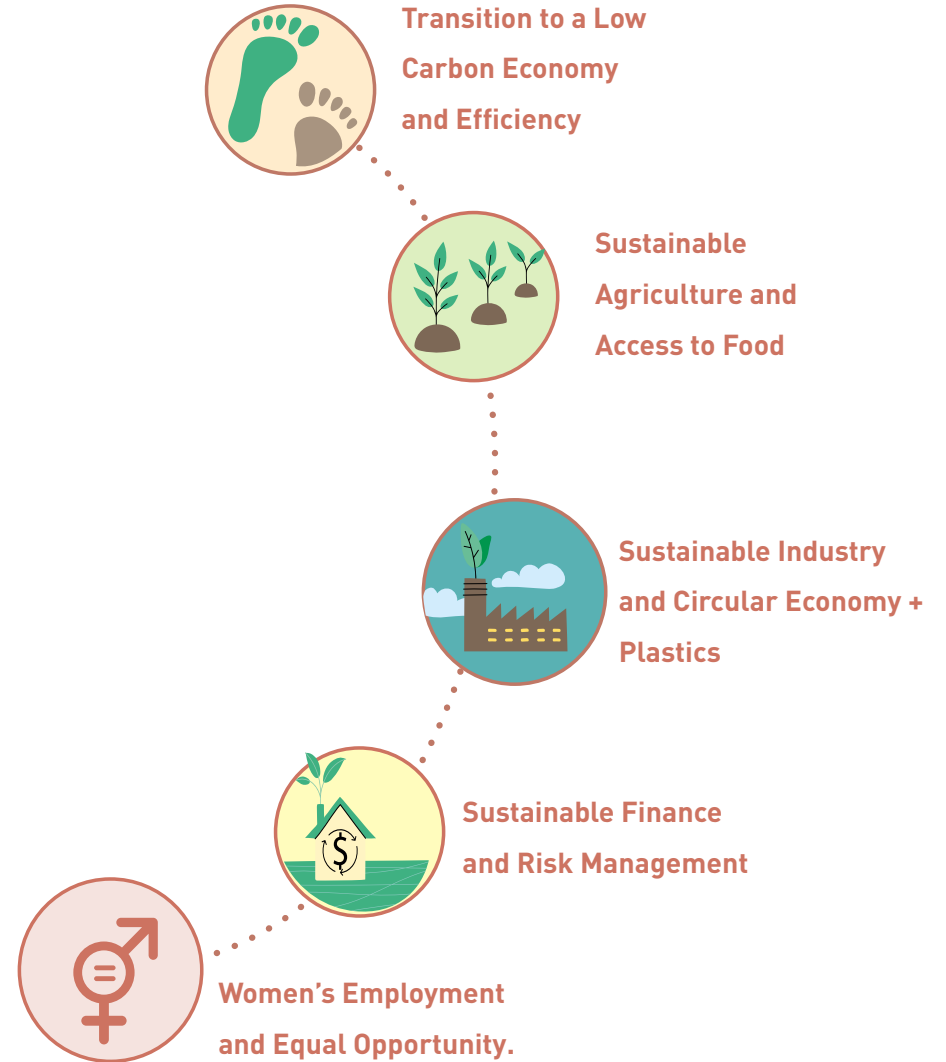 Transition to a Low
Carbon Economy
and Efficiency
Sustainable
Agriculture and
Access to Food
Sustainable Industry
and Circular Economy +
Plastics
$
Sustainable Finance
and Risk Management
Women’s Employment
and Equal Opportunity.